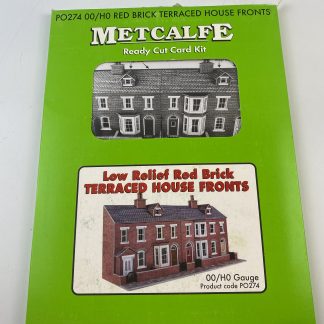 PO274 00/H0 RED BRICK TERRACED HOUSE FRONTS
METCALFE
Ready Cut Card Kit
Low Relief Red Brick
TERRACED HOUSE FRONTS
00/H0 Gauge
Product code PO274